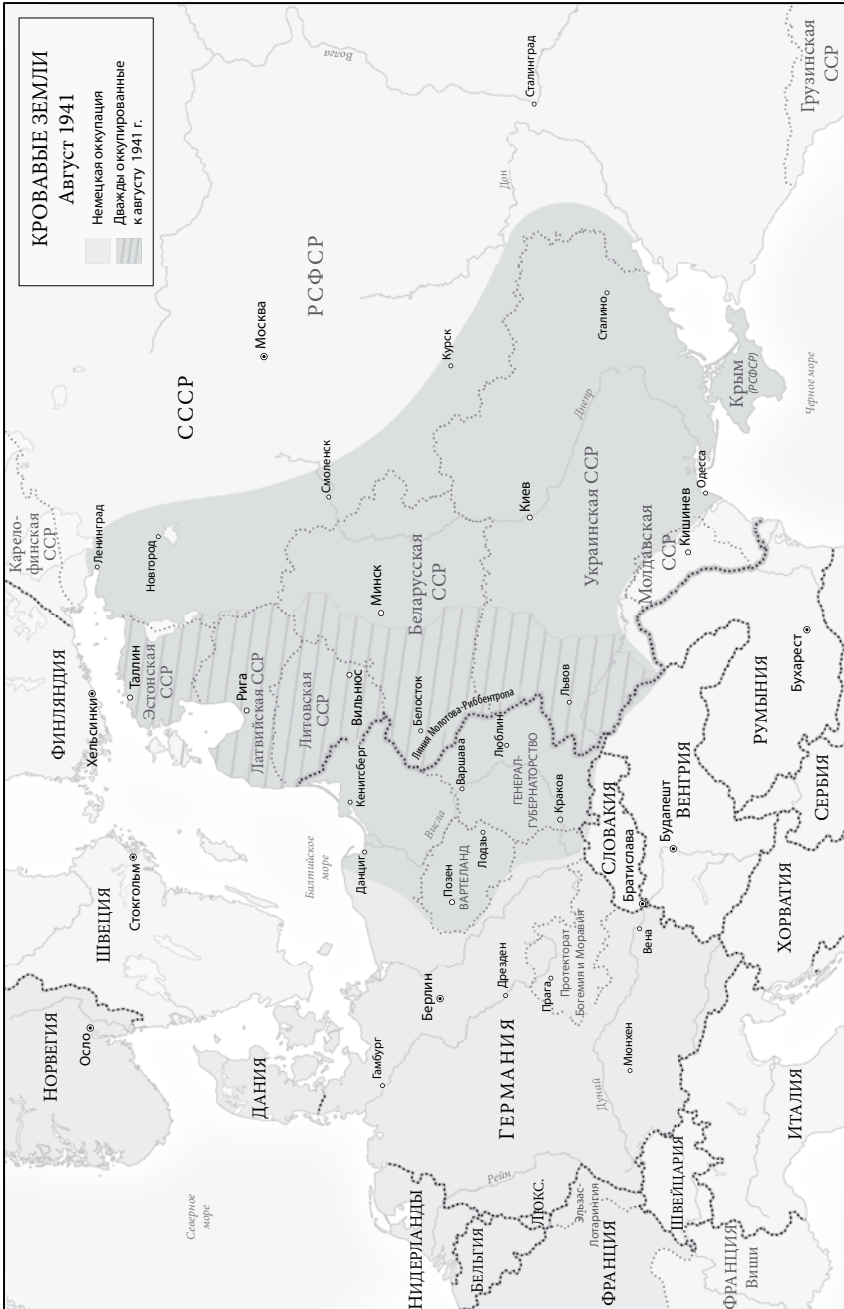 КРОВАВЫЕ ЗЕМЛИ
Август 1941
Немецкая оккупация
Дважды оккупированные
к августу 1941 г.
НОРВЕГИЯ
Осло
ШВЕЦИЯ
Стокгольм
ФИНЛЯНДИЯ
Хельсинки
Карело-
финская
ССР
Ленинград
Новгород
Таллин
Эстонская
ССР
СССР
Москва
РСФСР
Волга
Северное
море
ДАНИЯ
Балтийское
море
Рига
Латвийская ССР
Литовская
ССР
Вильнюс
Смоленск
Минск
Беларусская
ССР
Курск
Дон
Сталинград
Гамбург
Данциг
Кенигсберг
Белосток
Линия Молотова-Риббентропа
НИДЕРЛАНДЫ
Берлин
Висла
Позен
ВАРТЕЛАНД
Лодзь
Варшава
Люблин
ГЕНЕРАЛ-
ГУБЕРНАТОРСТВО
Краков
Львов
Киев
Днепр
Украинская ССР
Сталино
БЕЛЬГИЯ
Рейн
ГЕРМАНИЯ
Дрезден
Прага
Протекторат
Богемия и Моравия
ЛЮКС.
Эльзас-
Лотарингия
ФРАНЦИЯ
Дунай
Мюнхен
Вена
СЛОВАКИЯ
Братислава
Будапешт
ВЕНГРИЯ
Молдавская
ССР
Кишинев
Одесса
Крым
(РСФСР)
Черное море
Грузинская
ССР
ШВЕЙЦАРИЯ
ФРАНЦИЯ
Виши
ИТАЛИЯ
ХОРВАТИЯ
СЕРБИЯ
РУМЫНИЯ
Бухарест